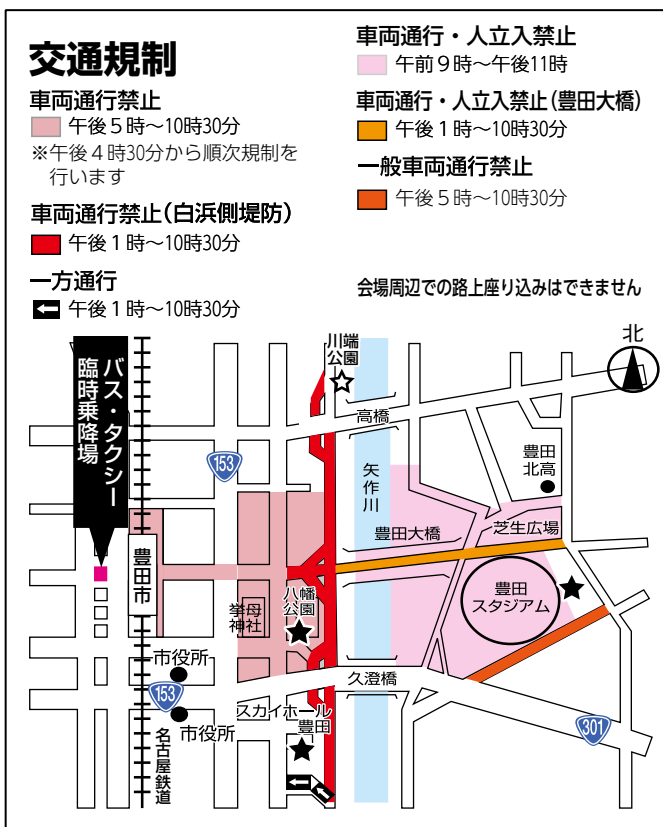 交通規制
車両通行禁止
午後5時～10時30分
※午後4時30分から順次規制を
行います
車両通行禁止(白浜側堤防)
午後1時～10時30分
一方通行
午後1時～10時30分
車両通行・人立入禁止
午前9時～午後11時
車両通行・人立入禁止(豊田大橋)
午後1時～10時30分
一般車両通行禁止
午後5時～10時30分
会場周辺での路上座り込みはできません
北
バス・タクシー
臨時乗降場
川端
公園
高橋
153
矢作川
豊田
北高
豊田大橋
芝生広場
豊田市
挙母
神社
八幡
公園
豊田
スタジアム
市役所
久澄橋
153
スカイホール
豊田
市役所
301
名古屋鉄道